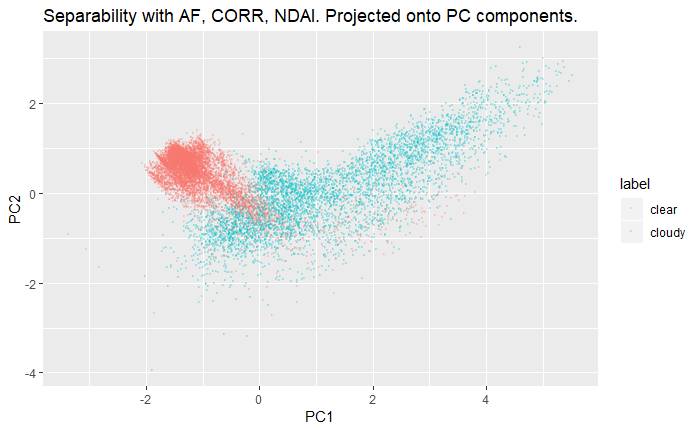 Separability with AF, CORR, NDAI. Projected onto PC components.
2
0
-2
-4
PC2
-2
0
2
4
PC1
label
clear
cloudy